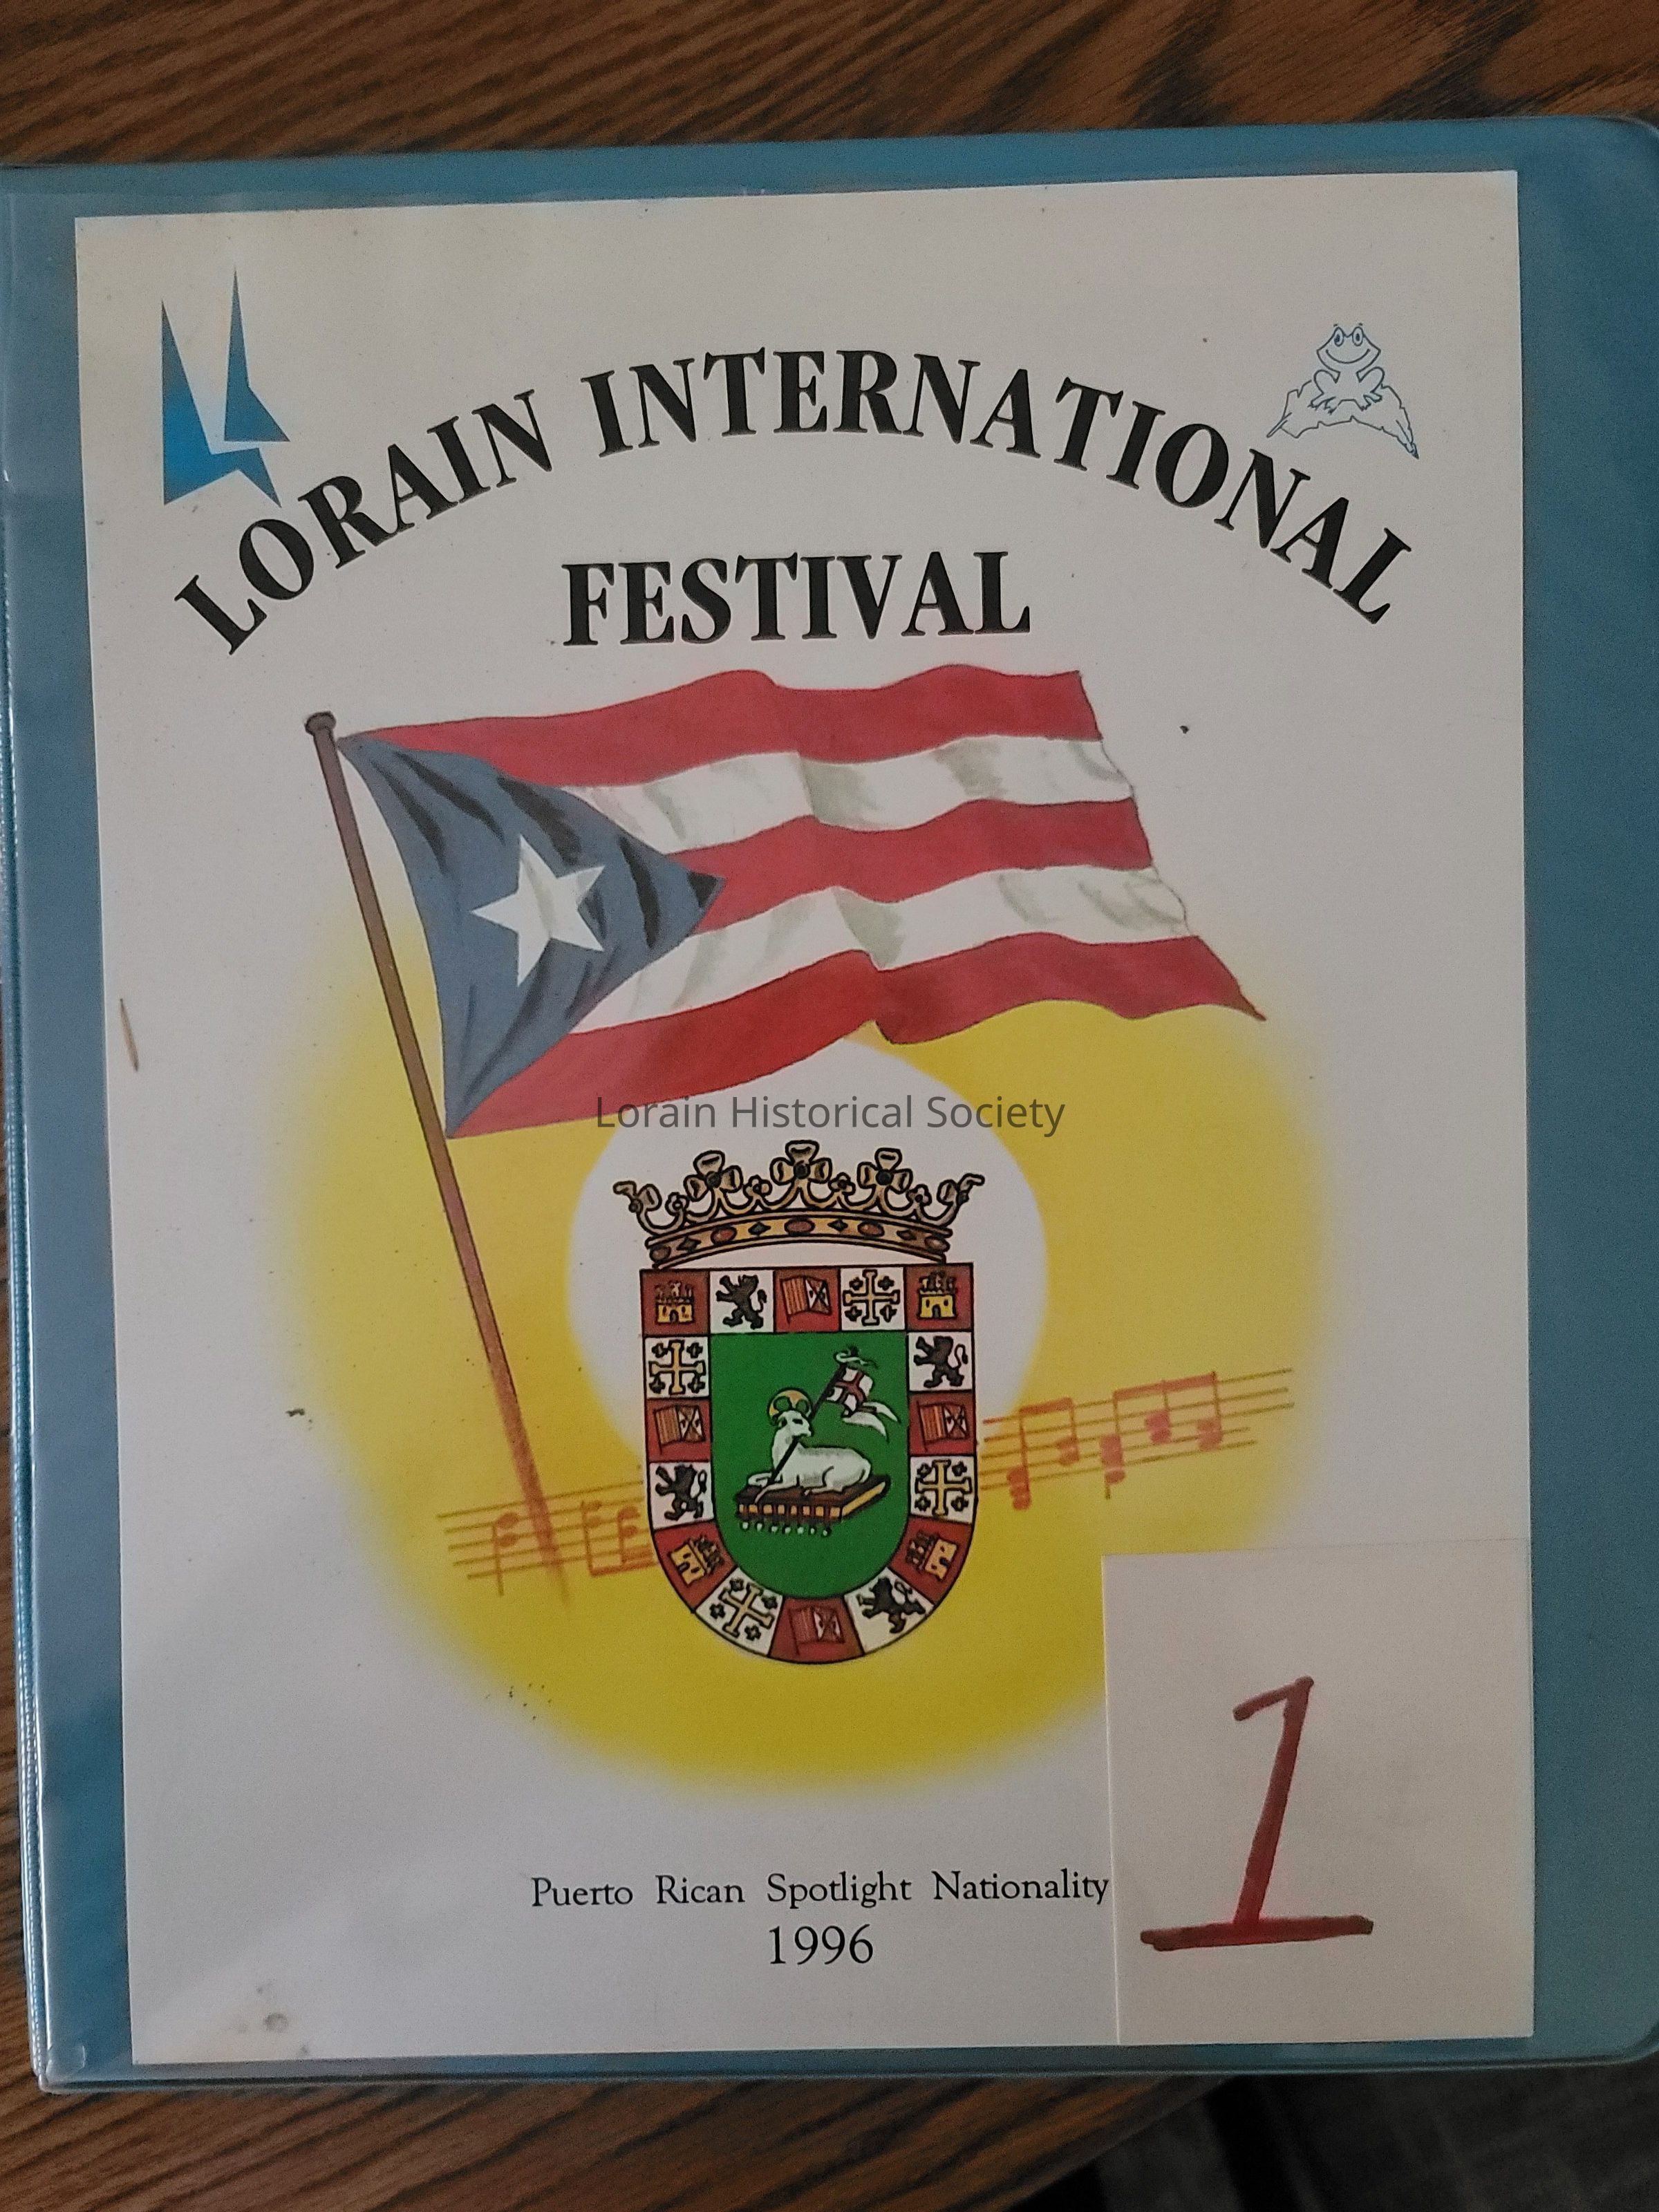 LORAIN INTERNATIONAL
FESTIVAL
Lorain Historical Society
Puerto Rican Spotlight Nationality
1996
1